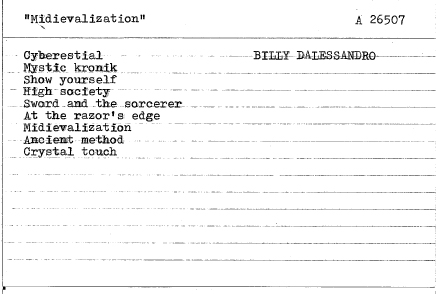 "Midievalization" A 26507
Cyberestial BILLY DALESSANDRO
Mystic kronik
Show yourself
High society
Sword and the sorcerer
At the razor's edge
Midievalization
Ancient method
Crystal touch